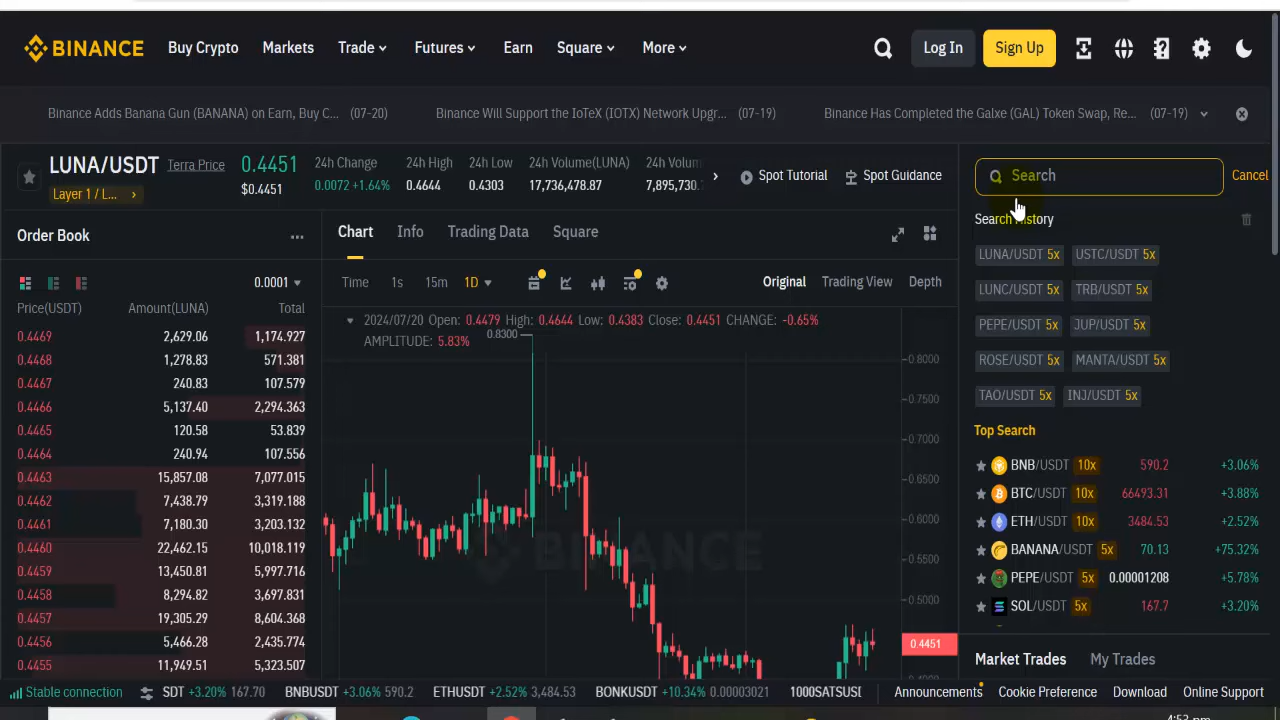 BINANCE Buy Crypto Markets Trade Futures Earn Square More Log In Sign Up
Binance Adds Banana Gun (BANANA) on Earn, Buy C... (07-20) Binance Will Support the IoTeX (IOTX) Network Upgr... (07-19) Binance Has Completed the Galxe (GAL) Token Swap, Re... (07-19)
LUNA/USDT Terra Price 0.4451 24h Change 24h High 24h Low 24h Volume(LUNA) 24h Volum
Layer 1 / L... $0.4451 0.0072 +1.64% 0.4644 0.4303 17,736,478.87 7,895,730.
Spot Tutorial Spot Guidance
Search Cancel
Search History
LUNA/USDT 5x USTC/USDT 5x
LUNC/USDT 5x TRB/USDT 5x
PEPE/USDT 5x JUP/USDT 5x
ROSE/USDT 5x MANTA/USDT 5x
TAO/USDT 5x INJ/USDT 5x
Top Search
BNB/USDT 10x 590.2 +3.06%
BTC/USDT 10x 66493.31 +3.88%
ETH/USDT 10x 3484.53 +2.52%
BANANA/USDT 5x 70.13 +75.32%
PEPE/USDT 5x 0.00001208 +5.78%
SOL/USDT 5x 167.7 +3.20%
Market Trades My Trades
Order Book ...
0.0001
Price(USDT) Amount(LUNA) Total
0.4469 2,629.06 1,174.927
0.4468 1,278.83 571.381
0.4467 240.83 107.579
0.4466 5,137.40 2,294.363
0.4465 120.58 53.839
0.4464 240.94 107.556
0.4463 15,857.08 7,077.015
0.4462 7,438.79 3,319.188
0.4461 7,180.30 3,203.132
0.4460 22,462.15 10,018.119
0.4459 13,450.81 5,997.716
0.4458 8,294.82 3,697.831
0.4457 19,305.29 8,604.368
0.4456 5,466.28 2,435.774
0.4455 11,949.51 5,323.507
Chart Info Trading Data Square
Time 1s 15m 1D Original Trading View Depth
2024/07/20 Open: 0.4479 High: 0.4644 Low: 0.4383 Close: 0.4451 CHANGE: -0.65%
AMPLITUDE: 5.83% 0.8300
0.8000
0.7500
0.7000
0.6500
0.6000
0.5500
0.5000
0.4451
BINANCE
Stable connection SDT +3.20% 167.70 BNBUSDT +3.06% 590.2 ETHUSDT +2.52% 3,484.53 BONKUSDT +10.34% 0.00003021 1000SATSUSI Announcements Cookie Preference Download Online Support